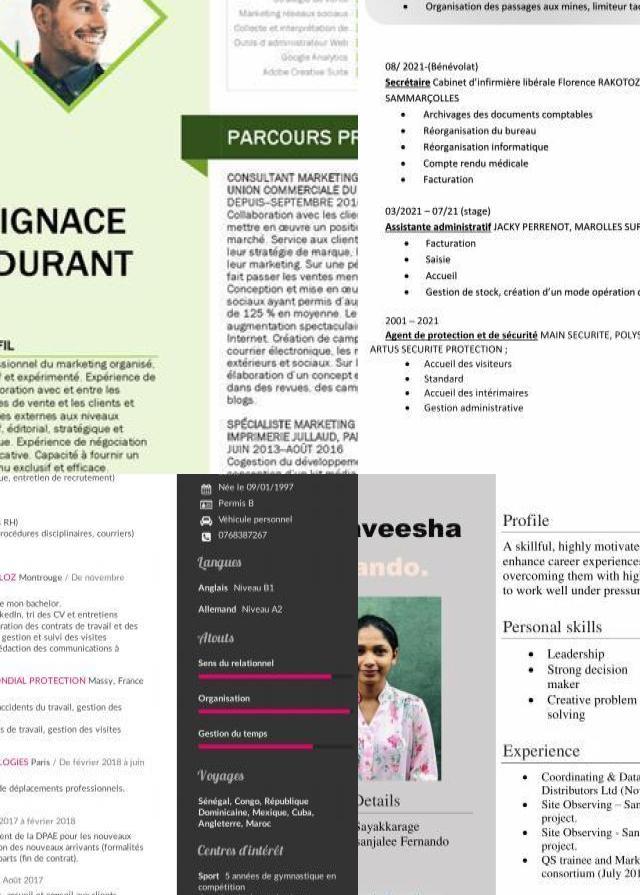 IGNACE
DURANT
FIL
ssionnel du marketing organisé,
f et expérimenté. Expérience de
oration avec et entre les
es de vente et les clients et
es externes aux niveaux
f, éditorial, stratégique et
ue. Expérience de négociation
cative. Capacité à fournir un
nu exclusif et efficace.
Marketing réseaux sociaux
Collecte et interprétation de
Outils d'administrateur Web
Google Analytics
Adobe Creative Suite
PARCOURS PR
CONSULTANT MARKETING
UNION COMMERCIALE DU
DEPUIS–SEPTEMBRE 201
Collaboration avec les clie
mettre en œuvre un positi
marché. Service aux client
leur stratégie de marque, l
leur marketing. Sur une pé
fait passer les ventes men
Conception et mise en œu
sociaux ayant permis d'au
de 125 % en moyenne. Le
augmentation spectaculai
Internet. Création de camp
courrier électronique, les r
extérieurs et sociaux. Sur l
élaboration d'un concept e
dans des revues, des cam
blogs.
SPÉCIALISTE MARKETING
IMPRIMERIE JULLAUD, PAI
JUIN 2013–AOÛT 2016
Cogestion du développeme
• Organisation des passages aux mines, limiteur tac
08/ 2021-(Bénévolat)
Secrétaire Cabinet d'infirmière libérale Florence RAKOTOZ
SAMMARÇOLLES
• Archivages des documents comptables
• Réorganisation du bureau
• Réorganisation informatique
• Compte rendu médicale
• Facturation
03/2021 – 07/21 (stage)
Assistante administratif JACKY PERRENOT, MAROLLES SUR
• Facturation
• Saisie
• Accueil
• Gestion de stock, création d'un mode opération d
2001 – 2021
Agent de protection et de sécurité MAIN SECURITE, POLYS
ARTUS SECURITE PROTECTION ;
• Accueil des visiteurs
• Standard
• Accueil des intérimaires
• Gestion administrative
ue, entretien de recrutement)
s RH)
rocédures disciplinaires, courriers)
LOZ Montrouge / De novembre
e mon bachelor.
kedIn, tri des CV et entretiens
ration des contrats de travail et des
gestion et suivi des visites
édaction des communications à
NDIAL PROTECTION Massy, France
ccidents du travail, gestion des
s de travail, gestion des visites
LOGIES Paris / De février 2018 à juin
de déplacements professionnels.
2017 à février 2018
ent de la DPAE pour les nouveaux
on des nouveaux arrivants (formalités
parts (fin de contrat).
Août 2017
Née le 09/01/1997
Permis B
Véhicule personnel
0768387267
Langues
Anglais Niveau B1
Allemand Niveau A2
Atouts
Sens du relationnel
Organisation
Gestion du temps
Voyages
Sénégal, Congo, République
Dominicaine, Mexique, Cuba,
Angleterre, Maroc
Centres d'intérêt
Sport 5 années de gymnastique en
compétition
aveesha
ando.
Details
Sayakkarage
sanjalee Fernando
Profile
A skillful, highly motivate
enhance career experience
overcoming them with high
to work well under pressur
Personal skills
• Leadership
• Strong decision
maker
• Creative problem
solving
Experience
• Coordinating & Data
Distributors Ltd (No
• Site Observing – San
project.
• Site Observing - San
project.
• QS trainee and Mark
consortium (July 201